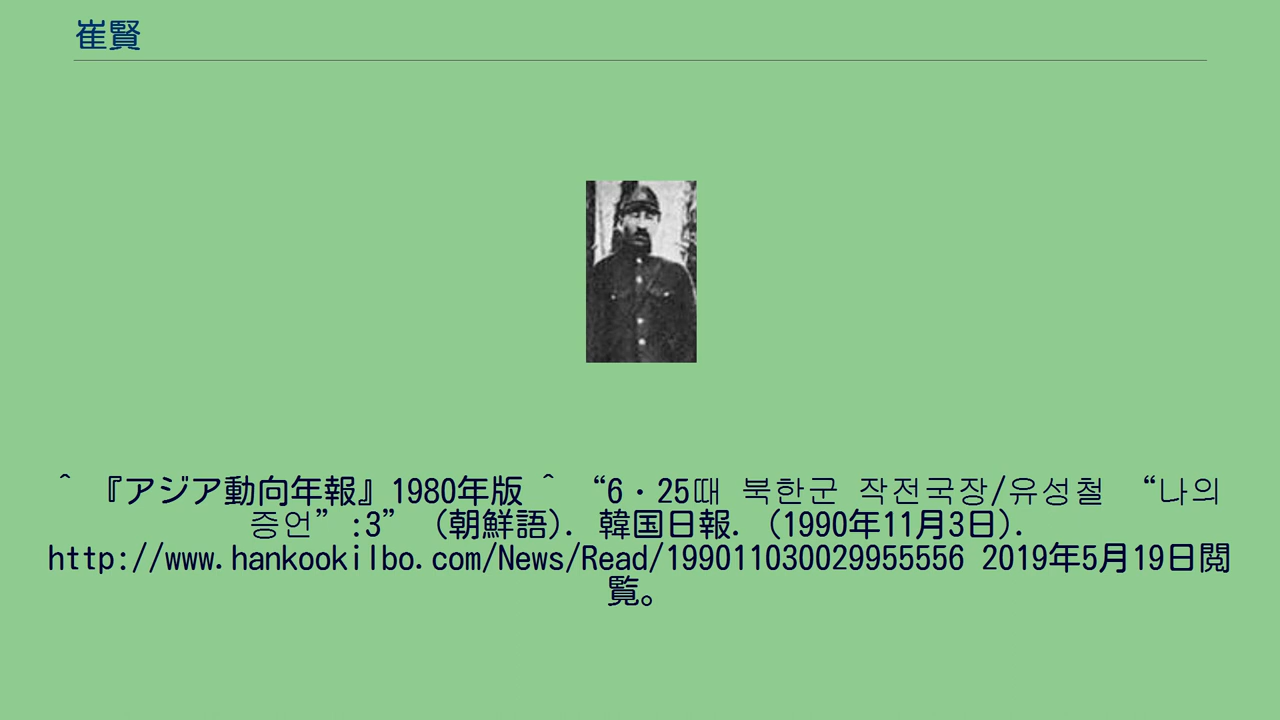 崔賢
^ 『アジア動向年報』1980年版 ^ “6・25때 북한군 작전국장/유성철 “나의
증언” :3” (朝鮮語). 韓国日報. (1990年11月3日).
http://www.hankookilbo.com/News/Read/199011030029955556 2019年5月19日閲
覧。